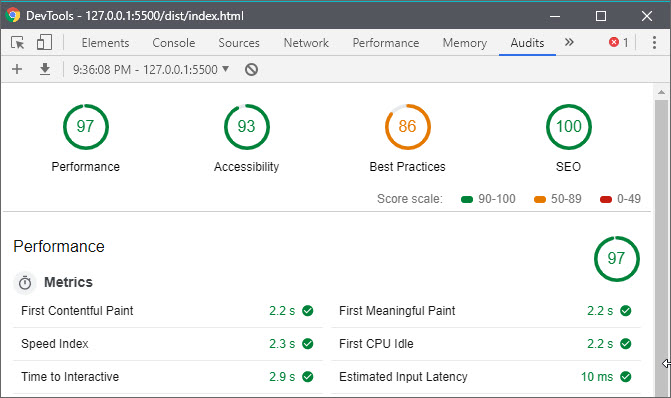 DevTools - 127.0.0.1:5500/dist/index.html
Elements Console Sources Network Performance Memory Audits » 1
9:36:08 PM - 127.0.0.1:5500
97 93 86 100
Performance Accessibility Best Practices SEO
Score scale: 90-100 50-89 0-49
Performance 97
Metrics
First Contentful Paint 2.2 s First Meaningful Paint 2.2 s
Speed Index 2.3 s First CPU Idle 2.2 s
Time to Interactive 2.9 s Estimated Input Latency 10 ms